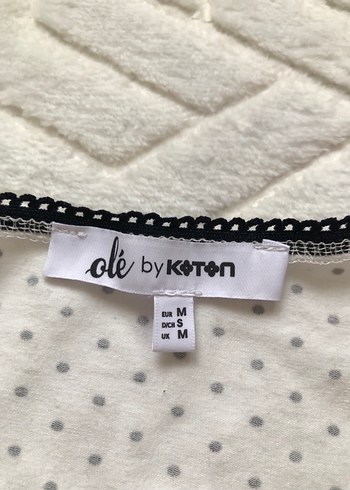 olé by KOTON
EUR M
D/CH S
UK M